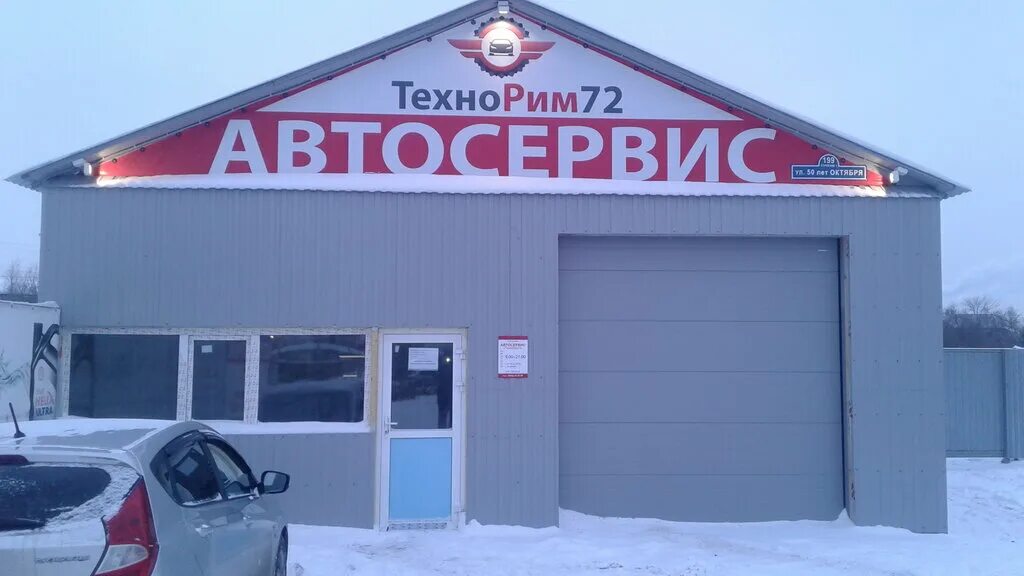 ТехноРим72
АВТОСЕРВИС
199
ул. 50 лет ОКТЯБРЯ
АВТОСЕРВИС